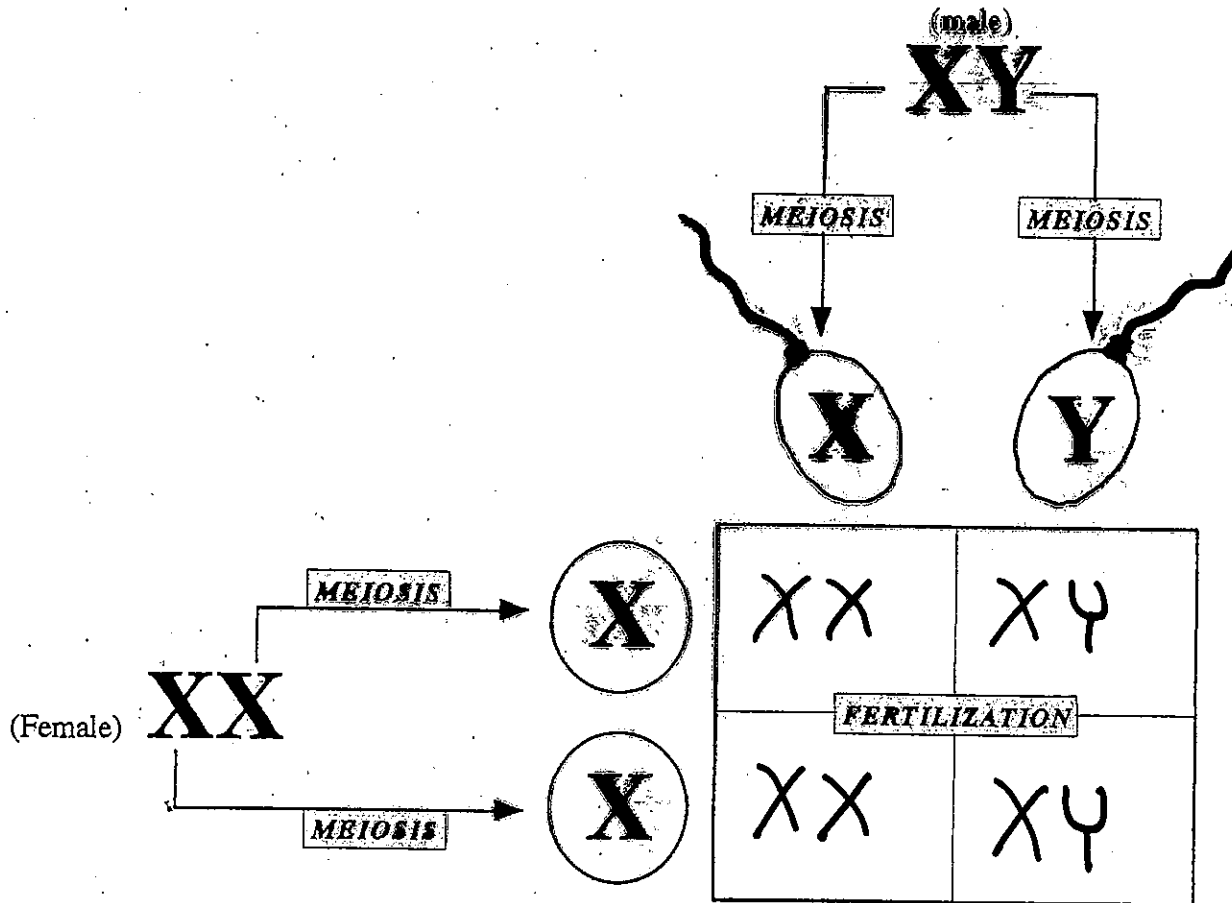 (male)
XY
MEIOSIS MEIOSIS
X Y
MEIOSIS
X XX XY
(Female) XX
FERTILIZATION
X XX XY
MEIOSIS